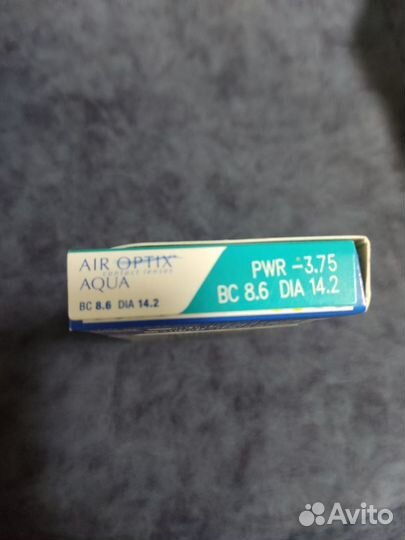 AIR OPTIX
contact lenses
AQUA
BC 8.6 DIA 14.2
PWR -3.75
BC 8.6 DIA 14.2
Avito